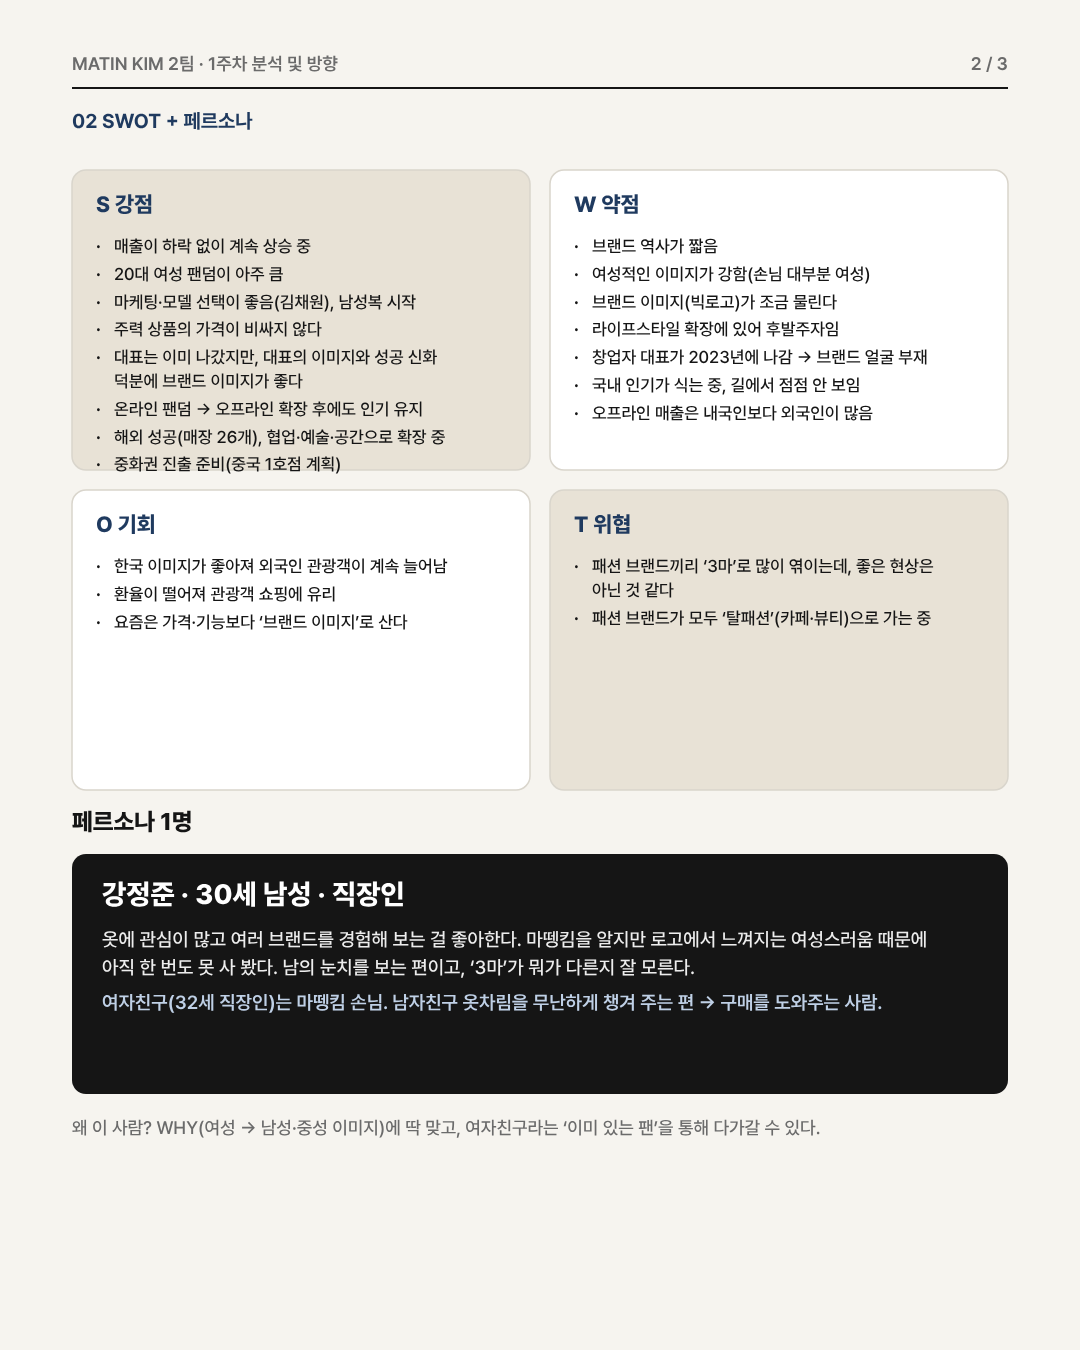 MATIN KIM 2팀 · 1주차 분석 및 방향
2 / 3
02 SWOT + 페르소나
S 강점
· 매출이 하락 없이 계속 상승 중
· 20대 여성 팬덤이 아주 큼
· 마케팅·모델 선택이 좋음(김채원), 남성복 시작
· 주력 상품의 가격이 비싸지 않다
· 대표는 이미 나갔지만, 대표의 이미지와 성공 신화
덕분에 브랜드 이미지가 좋다
· 온라인 팬덤 → 오프라인 확장 후에도 인기 유지
· 해외 성공(매장 26개), 협업·예술·공간으로 확장 중
· 중화권 진출 준비(중국 1호점 계획)
W 약점
· 브랜드 역사가 짧음
· 여성적인 이미지가 강함(손님 대부분 여성)
· 브랜드 이미지(빅로고)가 조금 물린다
· 라이프스타일 확장에 있어 후발주자임
· 창업자 대표가 2023년에 나감 → 브랜드 얼굴 부재
· 국내 인기가 식는 중, 길에서 점점 안 보임
· 오프라인 매출은 내국인보다 외국인이 많음
O 기회
· 한국 이미지가 좋아져 외국인 관광객이 계속 늘어남
· 환율이 떨어져 관광객 쇼핑에 유리
· 요즘은 가격·기능보다 ‘브랜드 이미지’로 산다
T 위협
· 패션 브랜드끼리 ‘3마’로 많이 엮이는데, 좋은 현상은
아닌 것 같다
· 패션 브랜드가 모두 ‘탈패션’(카페·뷰티)으로 가는 중
페르소나 1명
강정준 · 30세 남성 · 직장인
옷에 관심이 많고 여러 브랜드를 경험해 보는 걸 좋아한다. 마뗑킴을 알지만 로고에서 느껴지는 여성스러움 때문에
아직 한 번도 못 사 봤다. 남의 눈치를 보는 편이고, ‘3마’가 뭐가 다른지 잘 모른다.
여자친구(32세 직장인)는 마뗑킴 손님. 남자친구 옷차림을 무난하게 챙겨 주는 편 → 구매를 도와주는 사람.
왜 이 사람? WHY(여성 → 남성·중성 이미지)에 딱 맞고, 여자친구라는 ‘이미 있는 팬’을 통해 다가갈 수 있다.